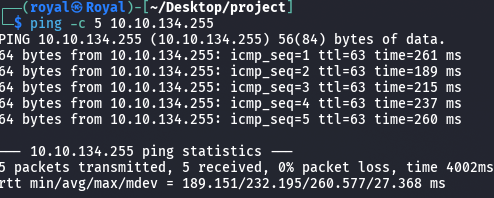 ┌──(royal㉿Royal)-[~/Desktop/project]
└─$ ping -c 5 10.10.134.255
PING 10.10.134.255 (10.10.134.255) 56(84) bytes of data.
64 bytes from 10.10.134.255: icmp_seq=1 ttl=63 time=261 ms
64 bytes from 10.10.134.255: icmp_seq=2 ttl=63 time=189 ms
64 bytes from 10.10.134.255: icmp_seq=3 ttl=63 time=215 ms
64 bytes from 10.10.134.255: icmp_seq=4 ttl=63 time=237 ms
64 bytes from 10.10.134.255: icmp_seq=5 ttl=63 time=260 ms
--- 10.10.134.255 ping statistics ---
5 packets transmitted, 5 received, 0% packet loss, time 4002ms
rtt min/avg/max/mdev = 189.151/232.195/260.577/27.368 ms